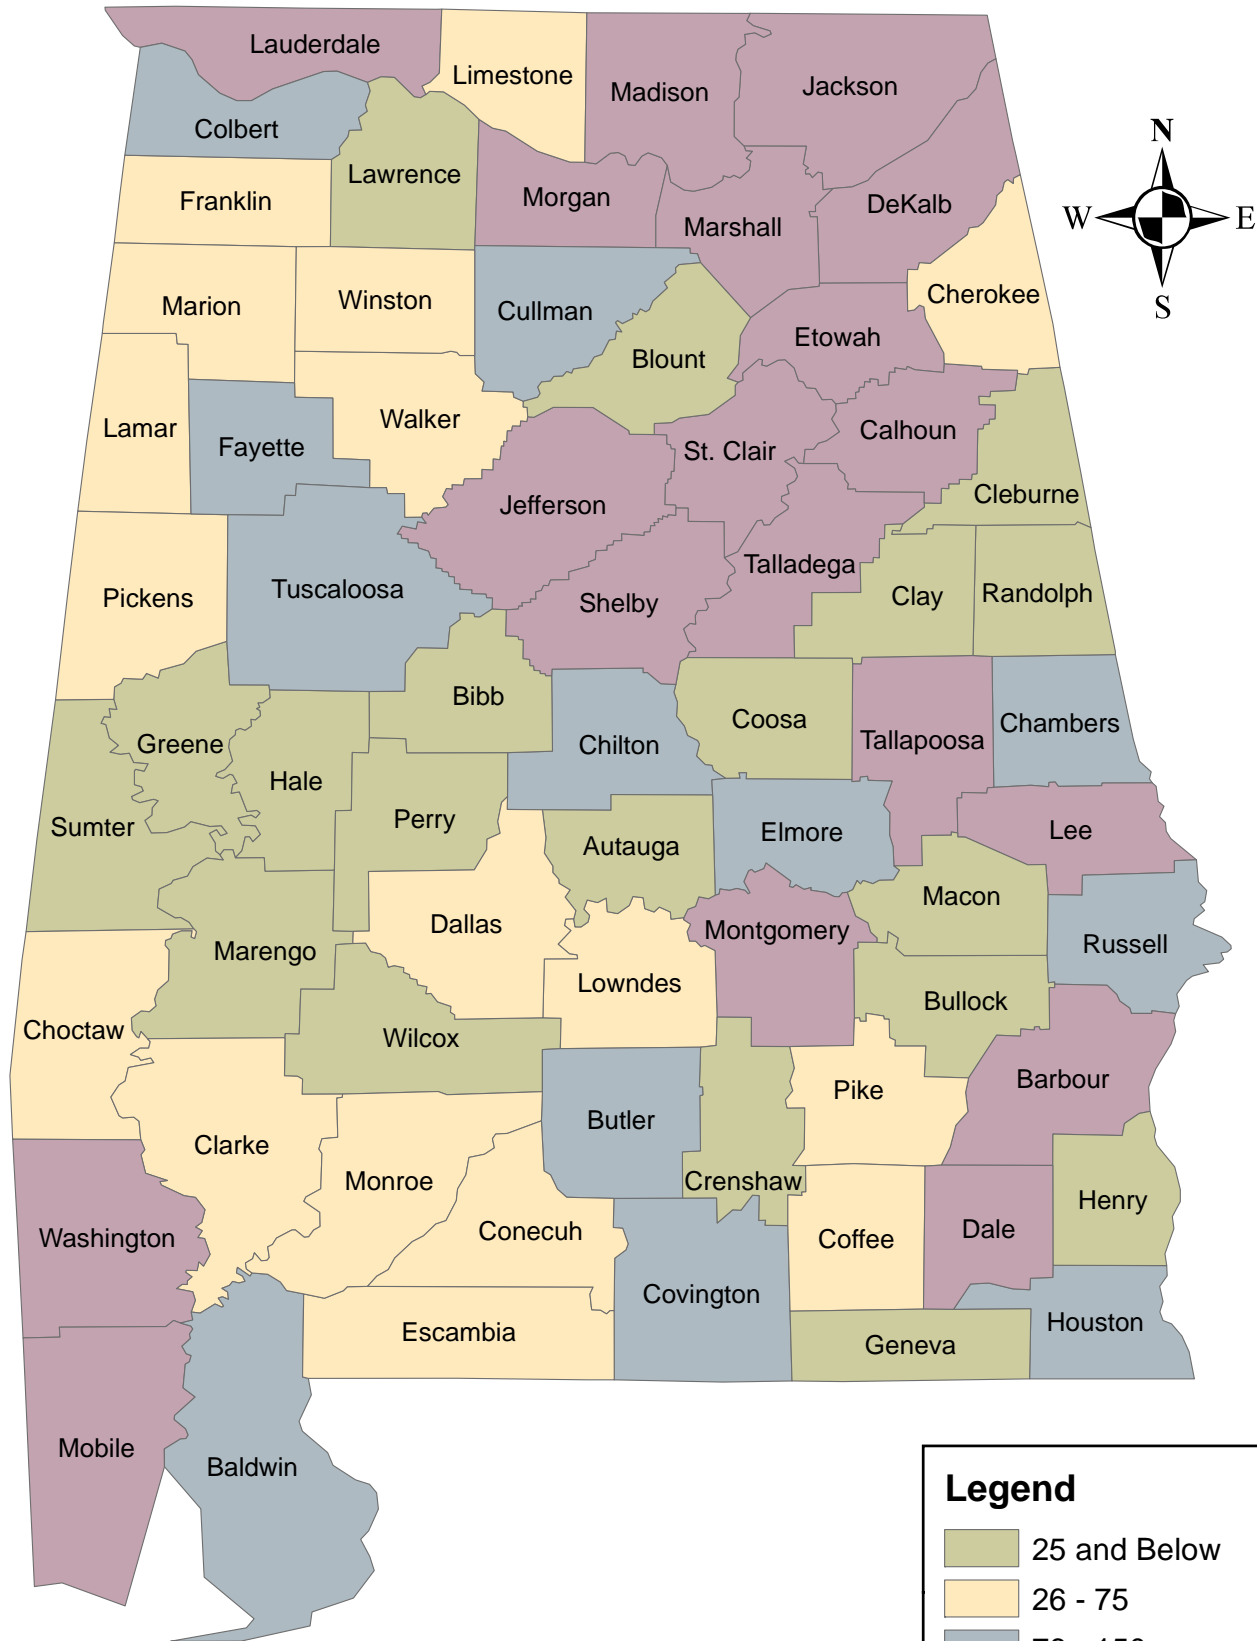 Lauderdale
Limestone
Madison
Jackson
Colbert
Lawrence
Franklin
Morgan
Marshall
DeKalb
N
W
E
S
Marion
Winston
Cullman
Cherokee
Etowah
Blount
Lamar
Fayette
Walker
St. Clair
Calhoun
Jefferson
Cleburne
Pickens
Tuscaloosa
Shelby
Talladega
Clay
Randolph
Bibb
Greene
Chilton
Coosa
Tallapoosa
Chambers
Hale
Sumter
Perry
Autauga
Elmore
Lee
Macon
Dallas
Montgomery
Russell
Marengo
Lowndes
Bullock
Choctaw
Wilcox
Barbour
Pike
Butler
Clarke
Monroe
Crenshaw
Henry
Washington
Conecuh
Coffee
Dale
Covington
Escambia
Houston
Geneva
Mobile
Baldwin
Legend
25 and Below
26 - 75